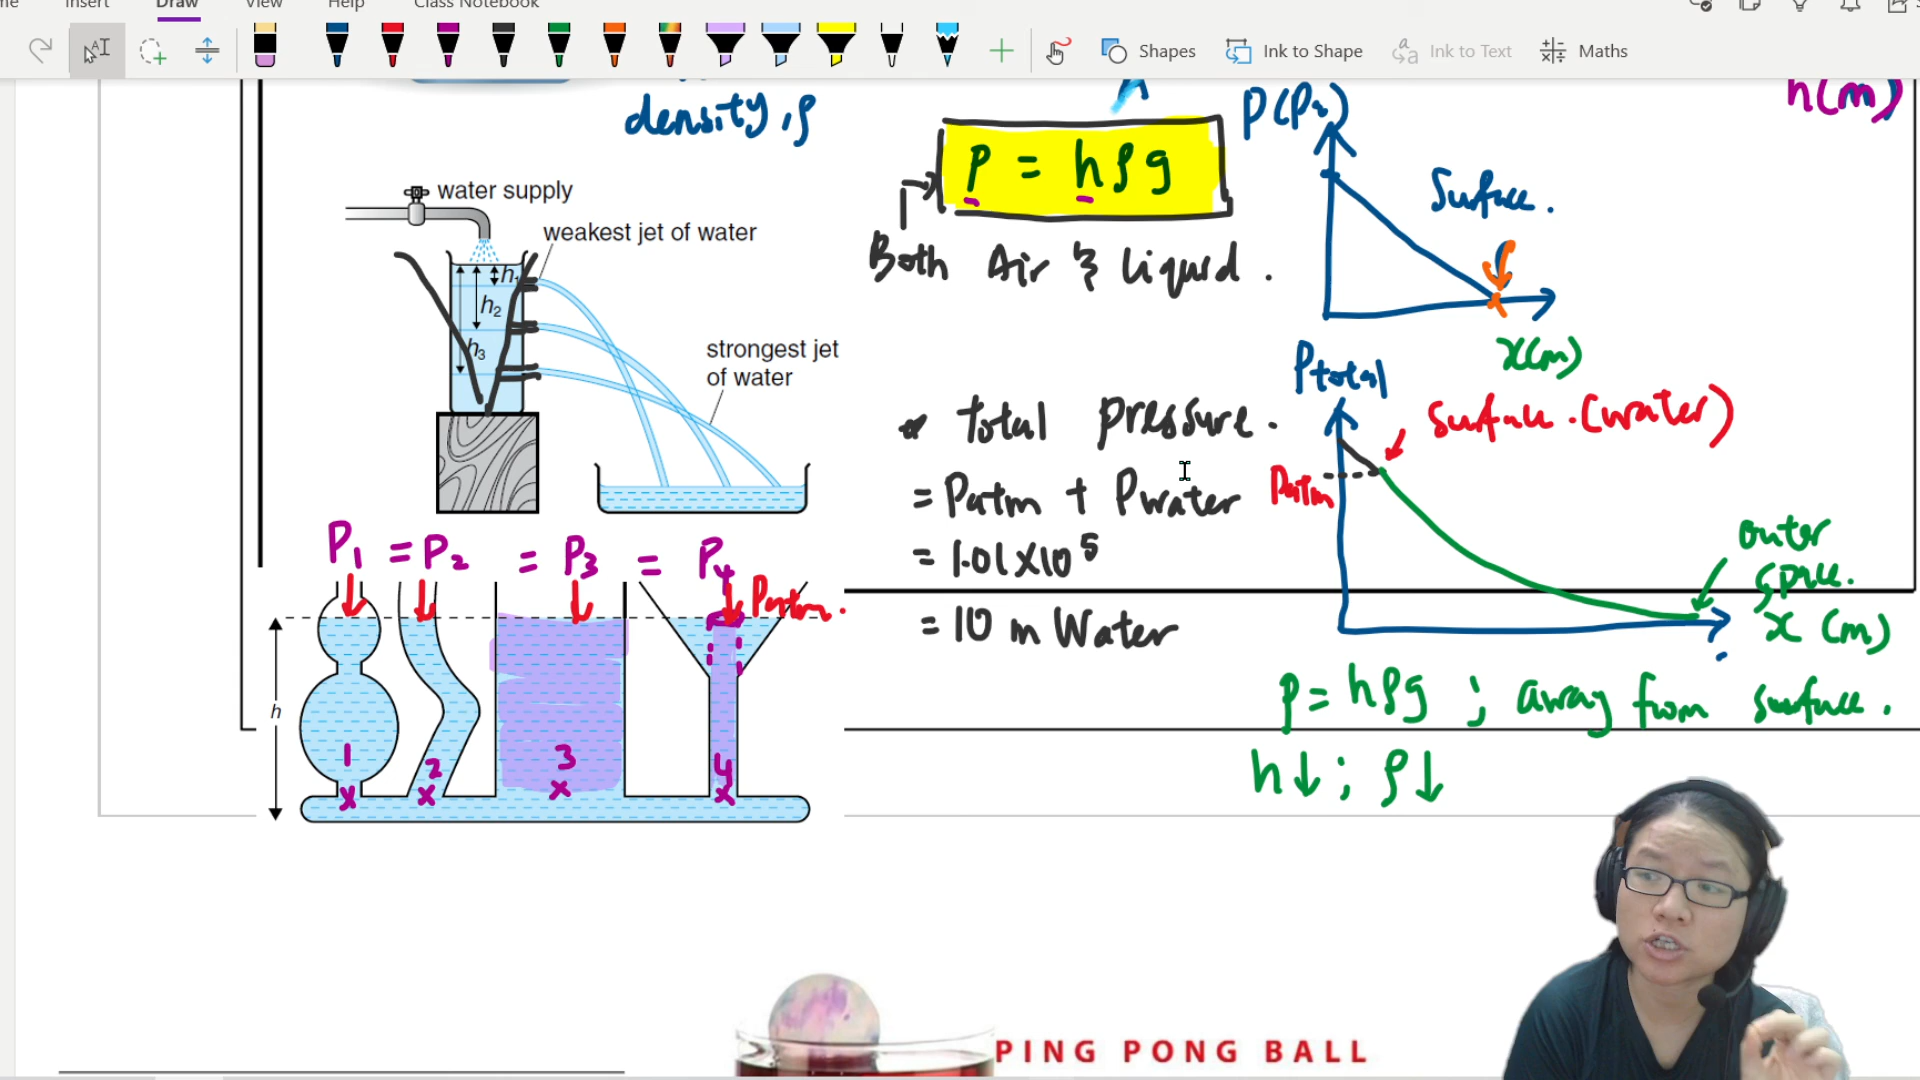 Insert Draw View Help Class Notebook
Shapes Ink to Shape Ink to Text Maths
density, ρ
water supply
weakest jet of water
h₁
h₂
h₃
strongest jet
of water
P = hρg
Both Air & Liquid.
P(Pa)
h(m)
Surface.
x(m)
* Total pressure.
= Patm + Pwater
= 1.01×10⁵
= 10 m Water
Ptotal
Surface.(water)
Patm
outer
space.
x (m)
P = hρg ; away from surface.
h↓ ; ρ↓
P₁ = P₂ = P₃ = P₄
Patm.
h
1 2 3 4
x x x x
PING PONG BALL